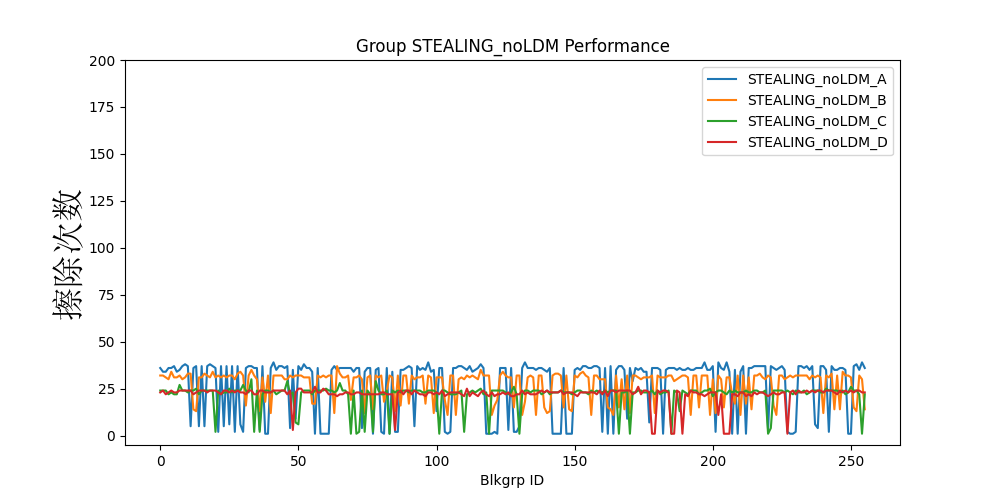 Group STEALING_noLDM Performance
200
175
150
125
100
75
50
25
0
擦除次数
STEALING_noLDM_A
STEALING_noLDM_B
STEALING_noLDM_C
STEALING_noLDM_D
0 50 100 150 200 250
Blkgrp ID